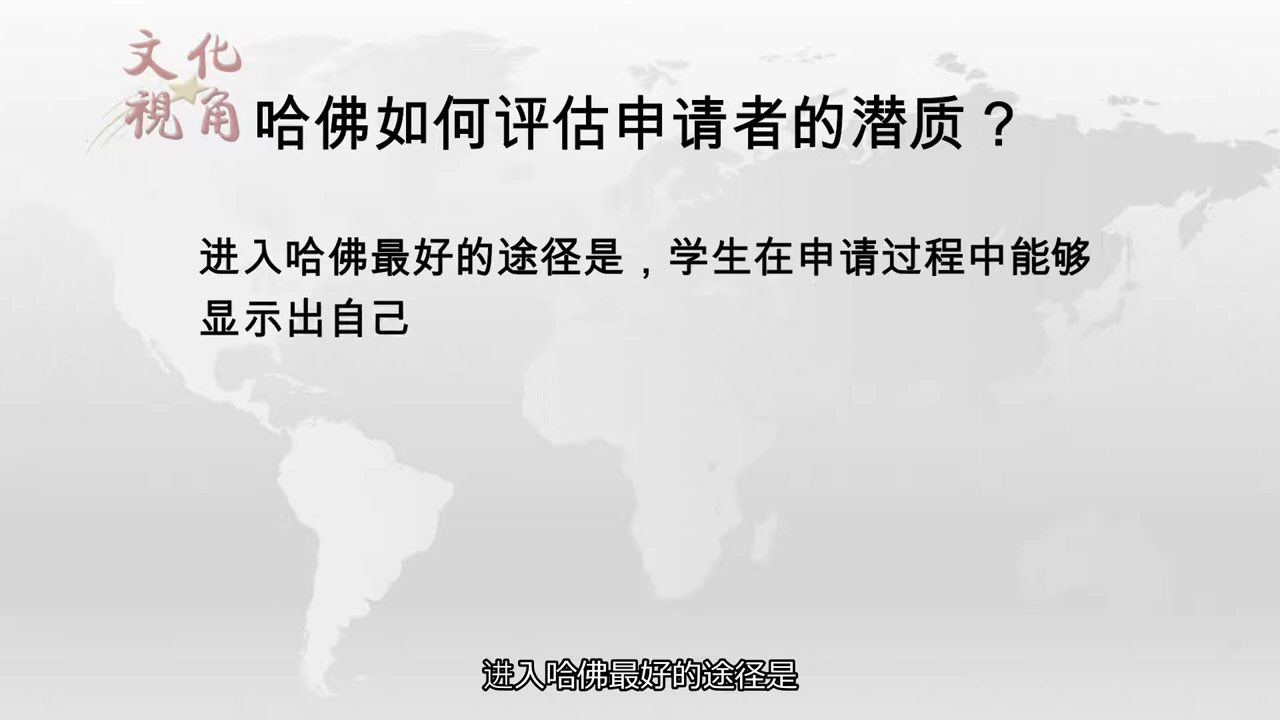 文化
視角
哈佛如何评估申请者的潜质？
进入哈佛最好的途径是，学生在申请过程中能够
显示出自己
进入哈佛最好的途径是